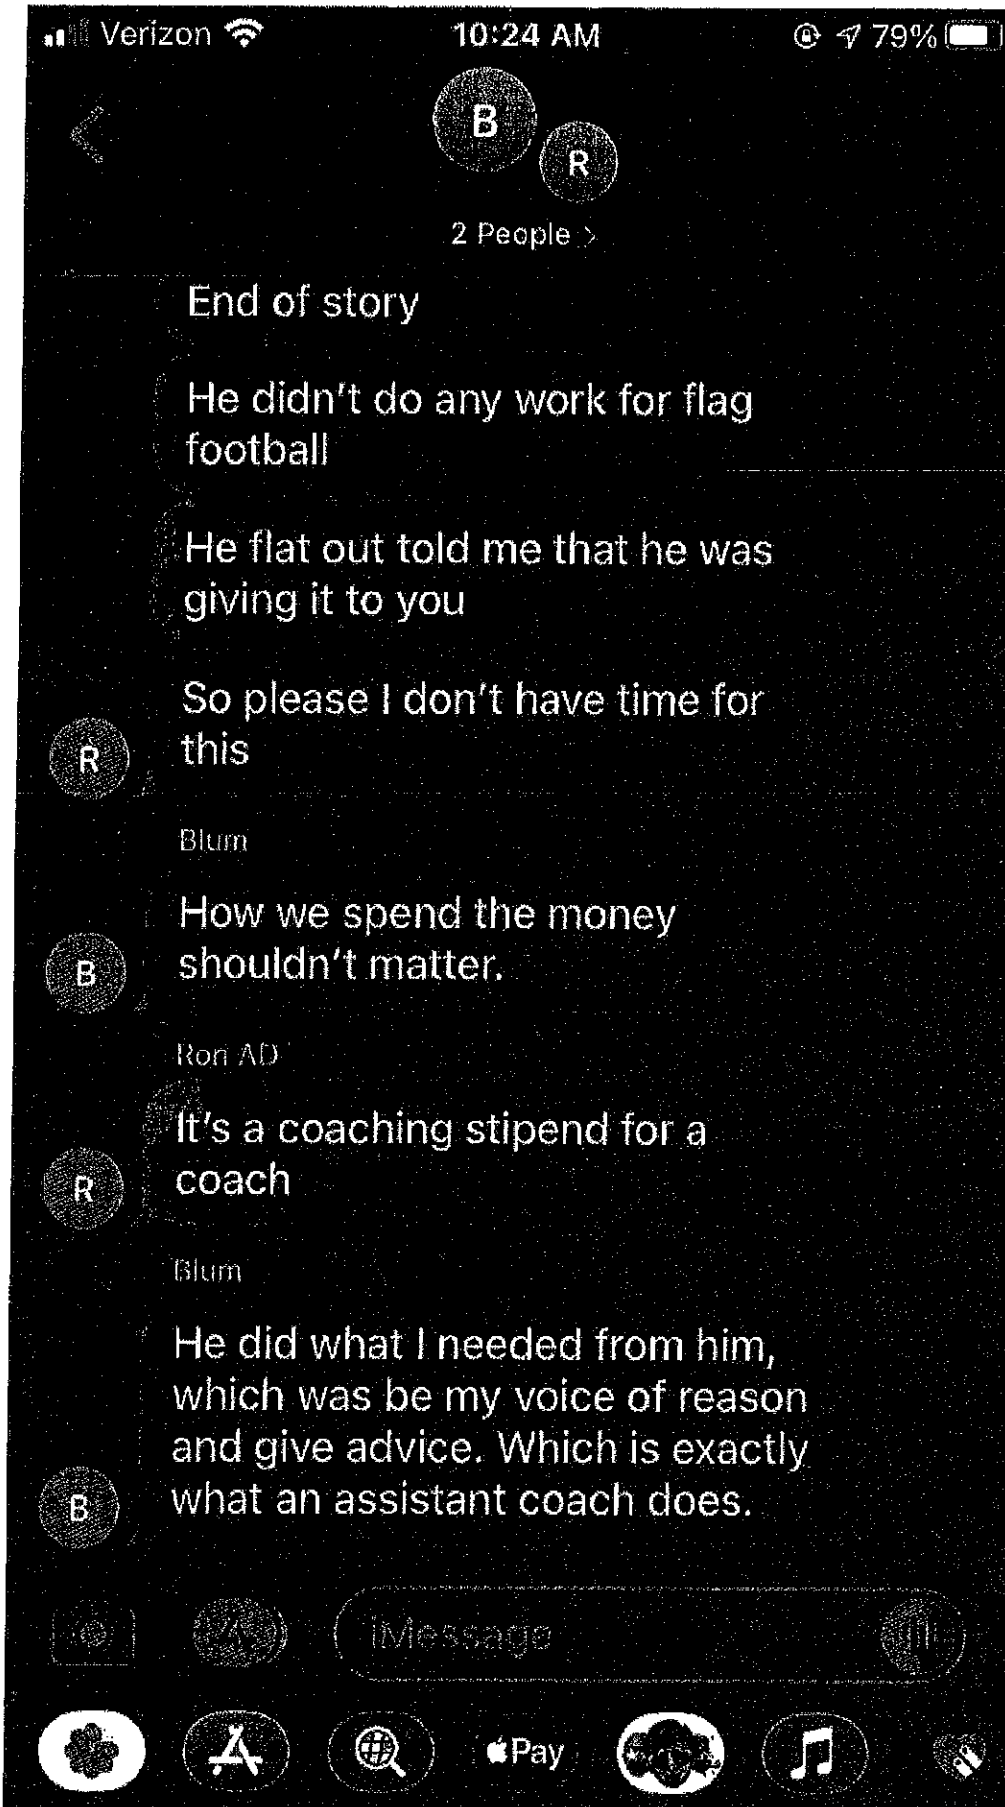 Verizon 10:24 AM 79%
B
R
2 People >
End of story
He didn't do any work for flag
football
He flat out told me that he was
giving it to you
So please I don't have time for
this
R
Blum
How we spend the money
shouldn't matter.
B
Ron AD
It's a coaching stipend for a
coach
R
Blum
He did what I needed from him,
which was be my voice of reason
and give advice. Which is exactly
what an assistant coach does.
B
iMessage
Pay